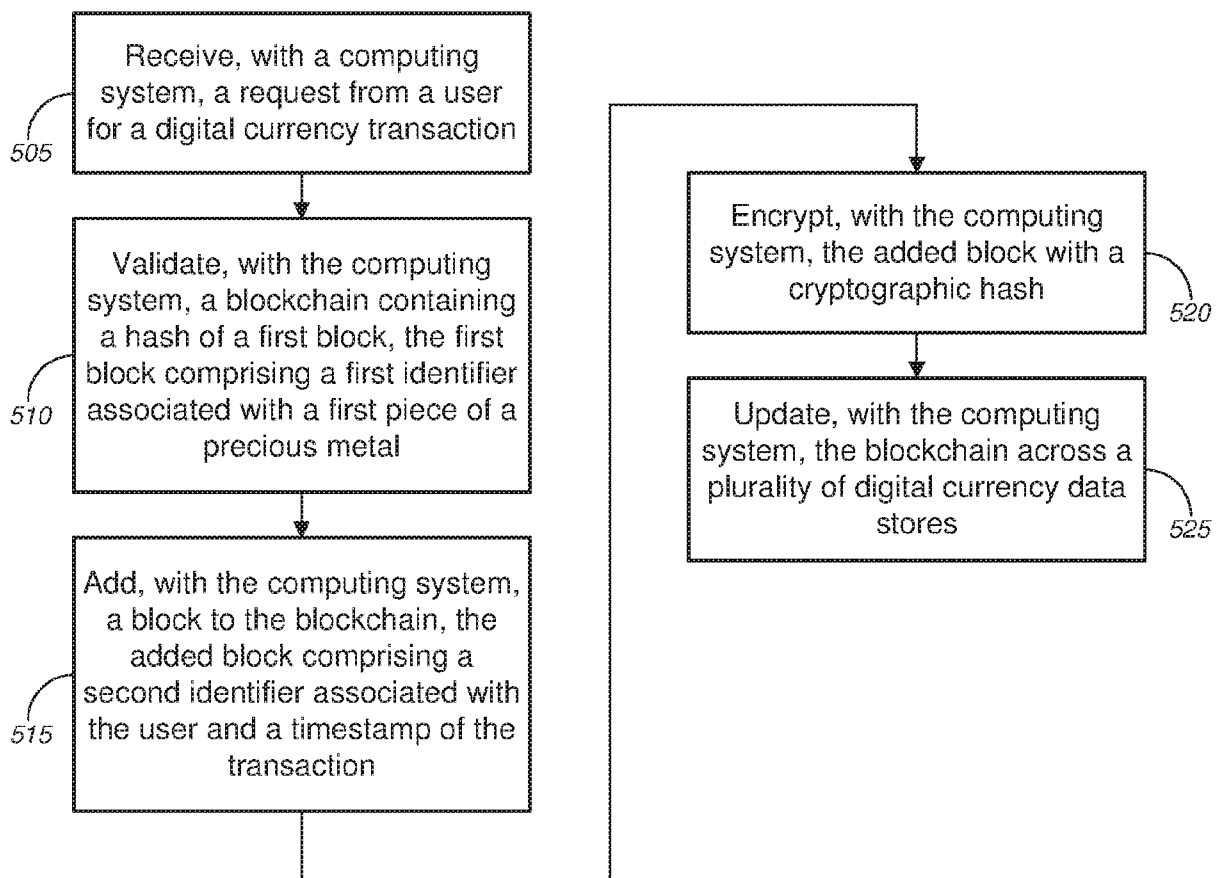 Receive, with a computing
system, a request from a user
for a digital currency transaction
505
Validate, with the computing
system, a blockchain containing
a hash of a first block, the first
block comprising a first identifier
associated with a first piece of a
precious metal
510
Add, with the computing system,
a block to the blockchain, the
added block comprising a
second identifier associated with
the user and a timestamp of the
transaction
515
Encrypt, with the computing
system, the added block with a
cryptographic hash
520
Update, with the computing
system, the blockchain across a
plurality of digital currency data
stores
525